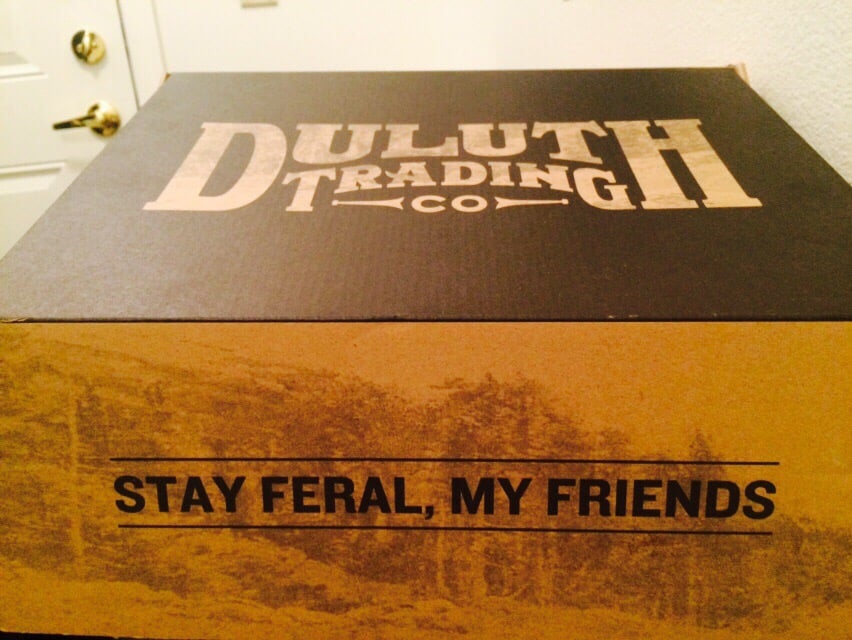 DULUTH
TRADING
CO
STAY FERAL, MY FRIENDS